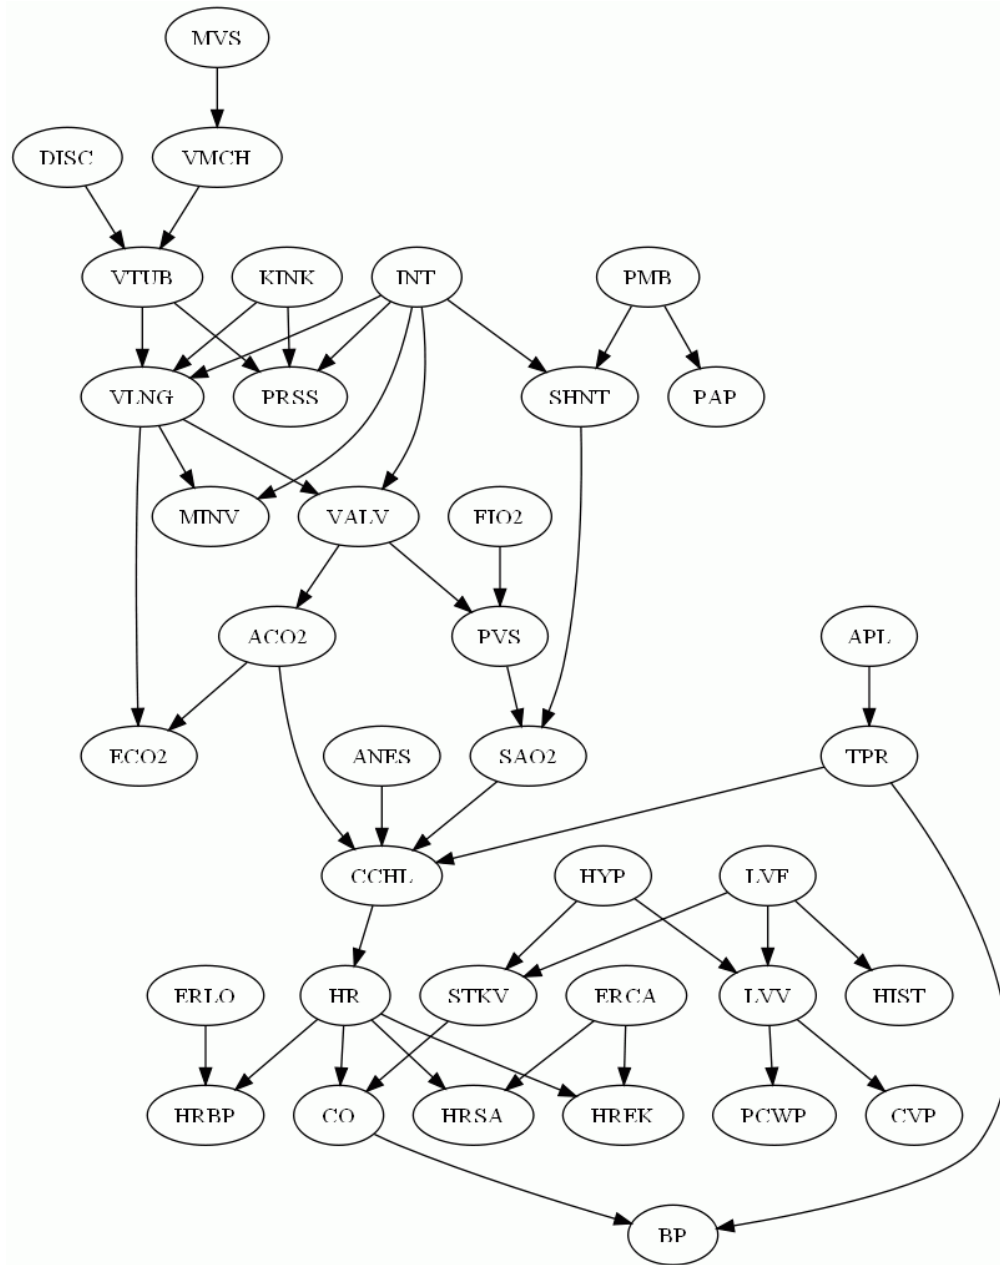 MVS
DISC
VMCH
VTUB
KINK
INT
PMB
VLNG
PRSS
SHNT
PAP
MINV
VALV
FIO2
ACO2
PVS
APL
ECO2
ANES
SAO2
TPR
CCHL
HYP
LVF
ERLO
HR
STKV
ERCA
LVV
HIST
HRBP
CO
HRSA
HREK
PCWP
CVP
BP